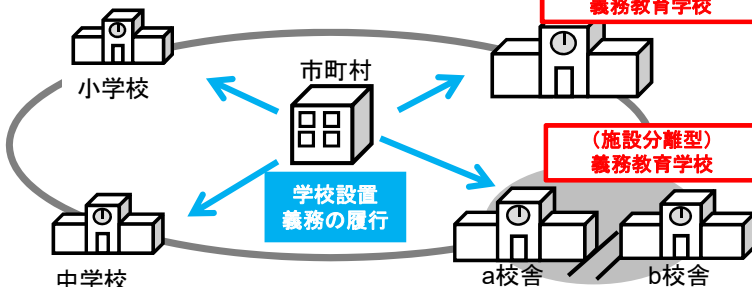 義務教育学校
小学校
市町村
(施設分離型)
義務教育学校
学校設置
義務の履行
中学校
a校舎
b校舎